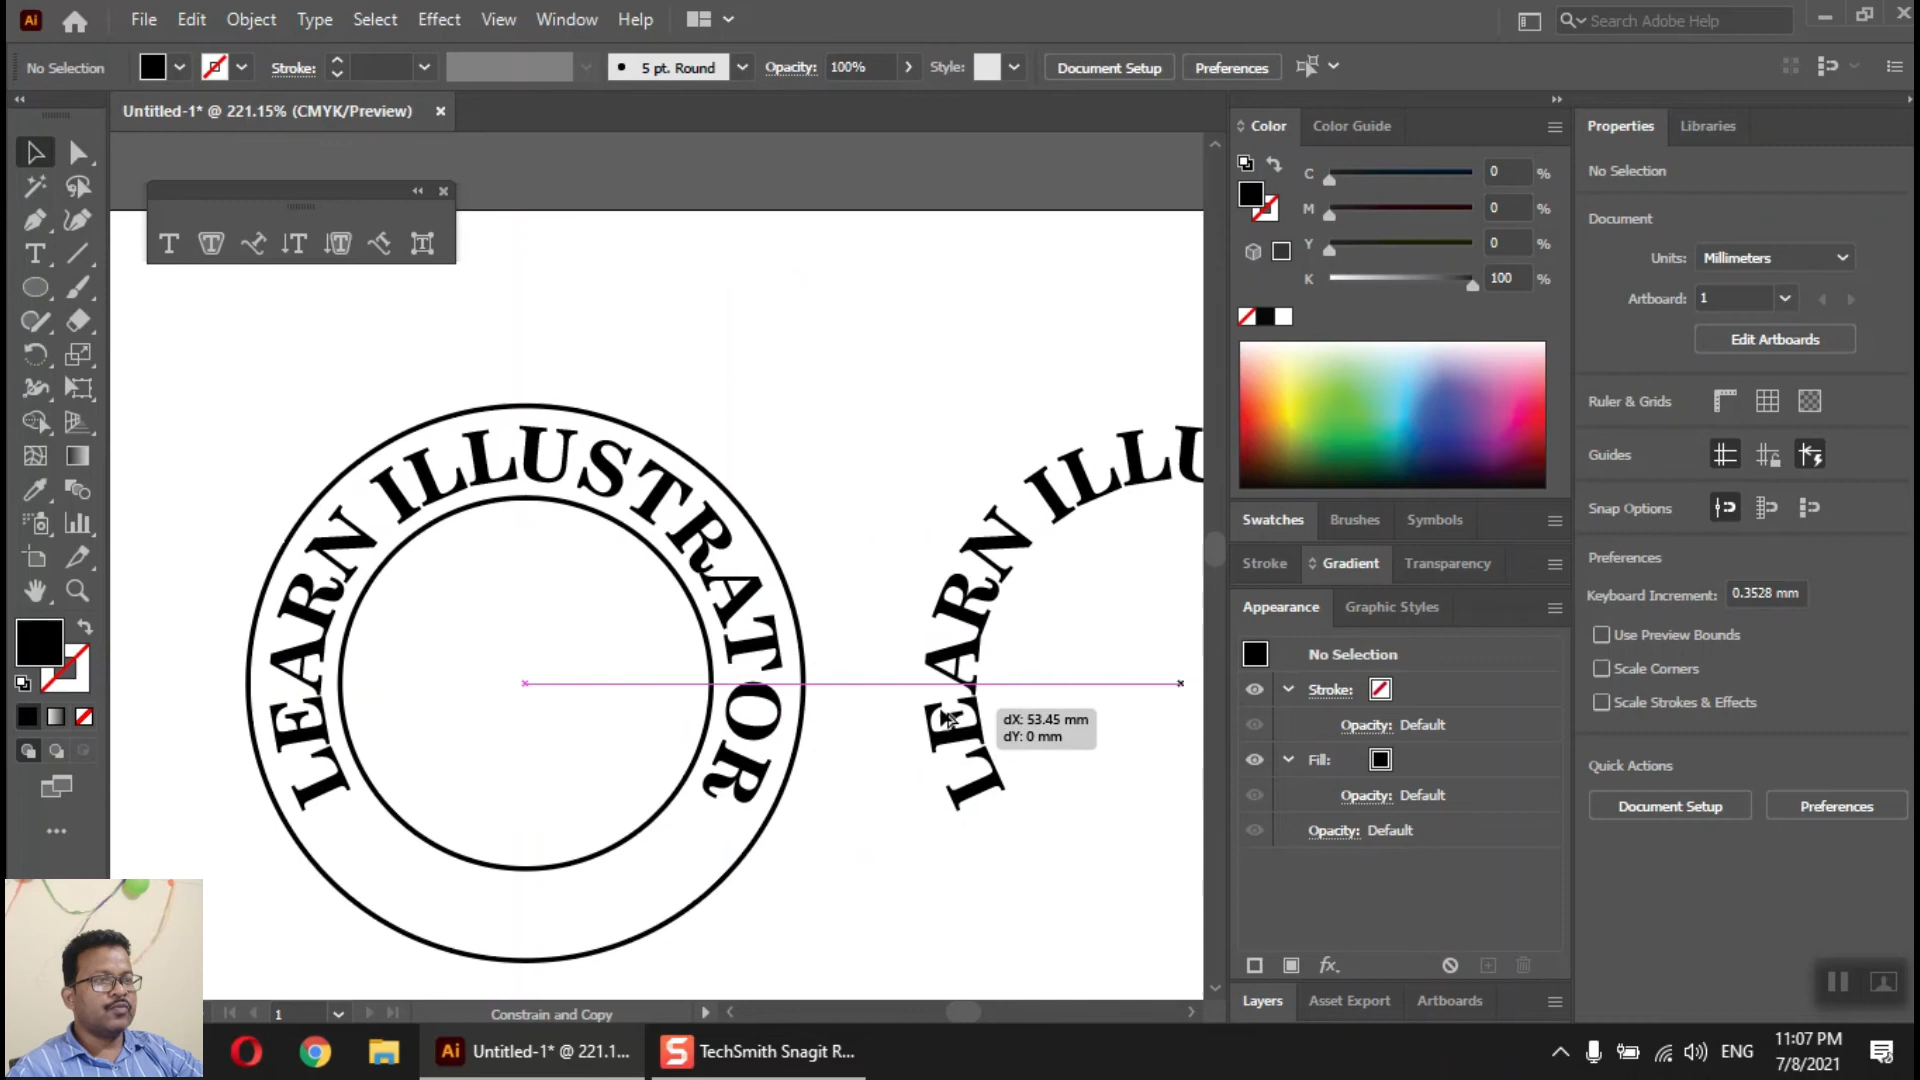 Ai File Edit Object Type Select Effect View Window Help Search Adobe Help
No Selection Stroke: 5 pt. Round Opacity: 100% Style: Document Setup Preferences
Untitled-1* @ 221.15% (CMYK/Preview)
LEARN ILLUSTRATOR
LEARN ILLU
dX: 53.45 mm
dY: 0 mm
1 Constrain and Copy
Color Color Guide
C 0 %
M 0 %
Y 0 %
K 100 %
Swatches Brushes Symbols
Stroke Gradient Transparency
Appearance Graphic Styles
No Selection
Stroke:
Opacity: Default
Fill:
Opacity: Default
Opacity: Default
fx
Layers Asset Export Artboards
Properties Libraries
No Selection
Document
Units: Millimeters
Artboard: 1
Edit Artboards
Ruler & Grids
Guides
Snap Options
Preferences
Keyboard Increment: 0.3528 mm
Use Preview Bounds
Scale Corners
Scale Strokes & Effects
Quick Actions
Document Setup Preferences
Ai Untitled-1* @ 221.1... S TechSmith Snagit R... ENG
11:07 PM
7/8/2021